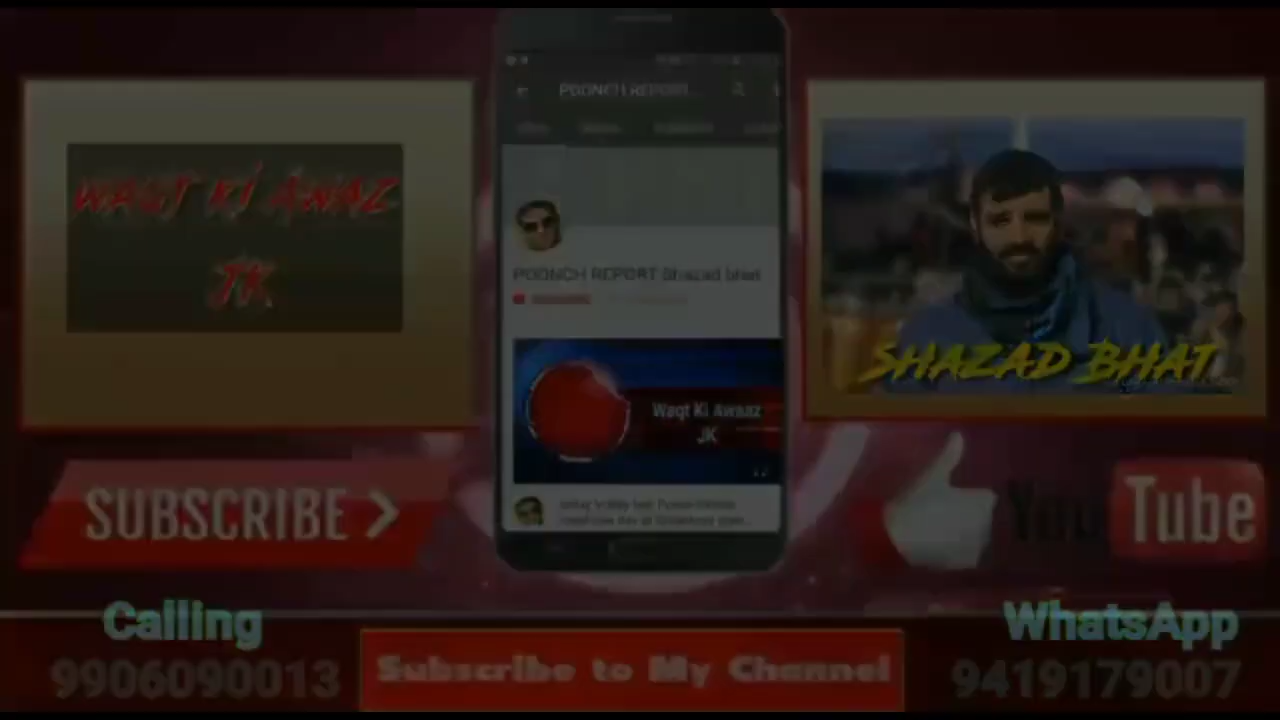 WAQT KI AWAZ
JK
POONCH REPORT...
POONCH REPORT Shazad bhat
Waqt Ki Awaaz
JK
SHAZAD BHAT
SUBSCRIBE
YouTube
Calling
9906090013
Subscribe to My Channel
WhatsApp
9419179007